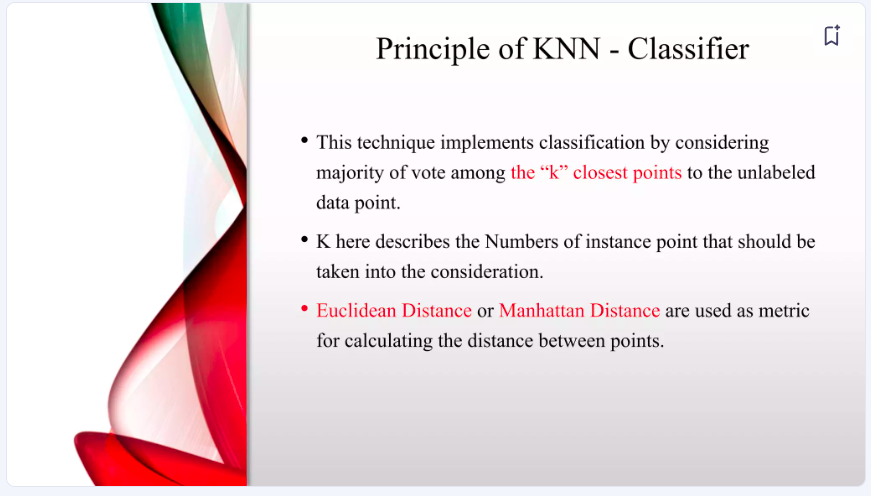 Principle of KNN - Classifier
• This technique implements classification by considering
majority of vote among the “k” closest points to the unlabeled
data point.
• K here describes the Numbers of instance point that should be
taken into the consideration.
• Euclidean Distance or Manhattan Distance are used as metric
for calculating the distance between points.